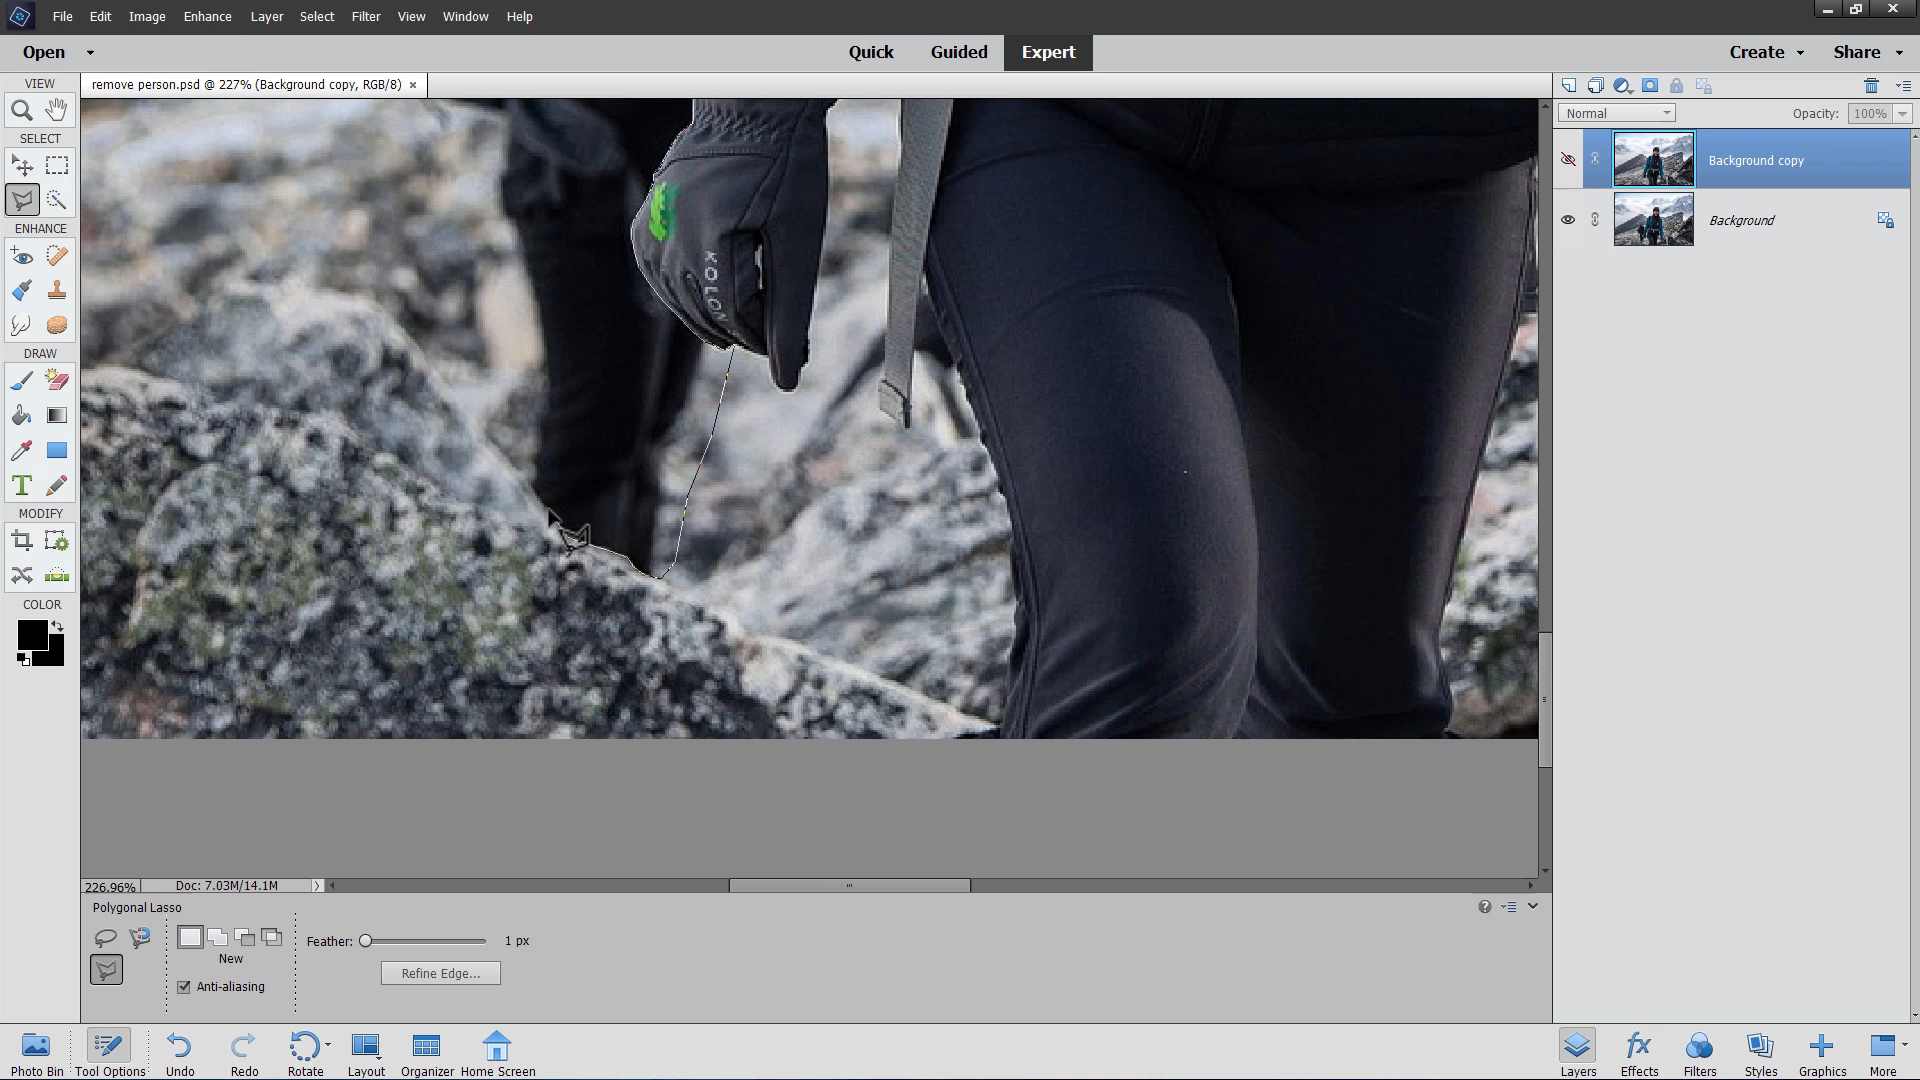 File Edit Image Enhance Layer Select Filter View Window Help
Open Quick Guided Expert Create Share
VIEW
remove person.psd @ 227% (Background copy, RGB/8) ×
Normal Opacity: 100%
SELECT
Background copy
Background
ENHANCE
KOLON
DRAW
T
MODIFY
COLOR
226.96% Doc: 7.03M/14.1M
Polygonal Lasso
Feather: 1 px
New
Refine Edge...
Anti-aliasing
Photo Bin Tool Options Undo Redo Rotate Layout Organizer Home Screen
fx
Layers Effects Filters Styles Graphics More